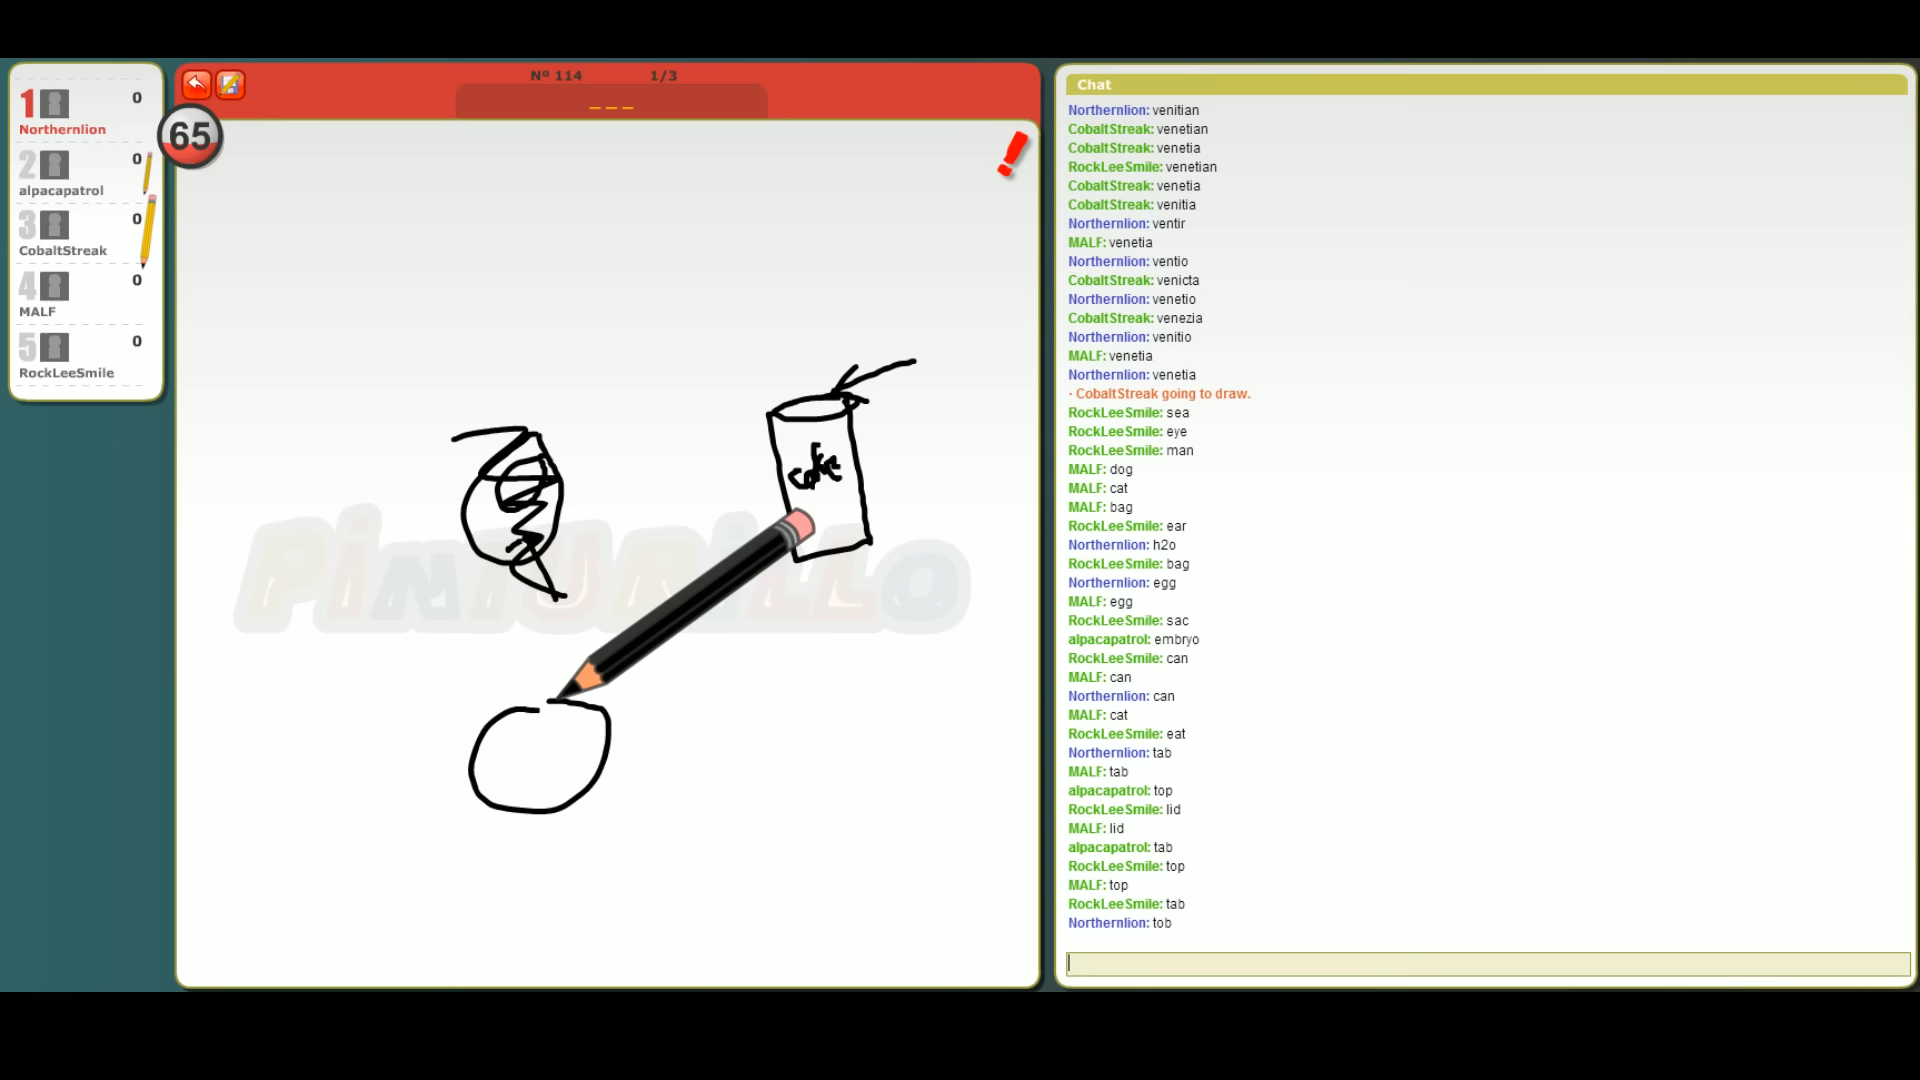 1
0
Northernlion
2
0
alpacapatrol
3
0
CobaltStreak
4
0
MALF
5
0
RockLeeSmile
65
Nº 114
1/3
_ _ _
coke
PINTURILLO
Chat
Northernlion: venitian
CobaltStreak: venetian
CobaltStreak: venetia
RockLeeSmile: venetian
CobaltStreak: venetia
CobaltStreak: venitia
Northernlion: ventir
MALF: venetia
Northernlion: ventio
CobaltStreak: venicta
Northernlion: venetio
CobaltStreak: venezia
Northernlion: venitio
MALF: venetia
Northernlion: venetia
· CobaltStreak going to draw.
RockLeeSmile: sea
RockLeeSmile: eye
RockLeeSmile: man
MALF: dog
MALF: cat
MALF: bag
RockLeeSmile: ear
Northernlion: h2o
RockLeeSmile: bag
Northernlion: egg
MALF: egg
RockLeeSmile: sac
alpacapatrol: embryo
RockLeeSmile: can
MALF: can
Northernlion: can
MALF: cat
RockLeeSmile: eat
Northernlion: tab
MALF: tab
alpacapatrol: top
RockLeeSmile: lid
MALF: lid
alpacapatrol: tab
RockLeeSmile: top
MALF: top
RockLeeSmile: tab
Northernlion: tob